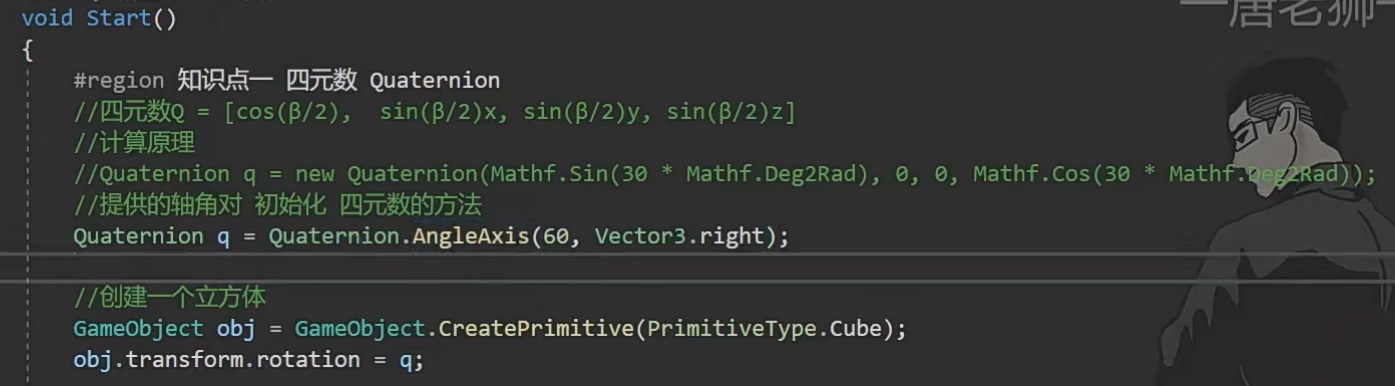 一唐老狮一
void Start()
{
#region 知识点一 四元数 Quaternion
//四元数Q = [cos(β/2), sin(β/2)x, sin(β/2)y, sin(β/2)z]
//计算原理
//Quaternion q = new Quaternion(Mathf.Sin(30 * Mathf.Deg2Rad), 0, 0, Mathf.Cos(30 * Mathf.Deg2Rad));
//提供的轴角对 初始化 四元数的方法
Quaternion q = Quaternion.AngleAxis(60, Vector3.right);
//创建一个立方体
GameObject obj = GameObject.CreatePrimitive(PrimitiveType.Cube);
obj.transform.rotation = q;